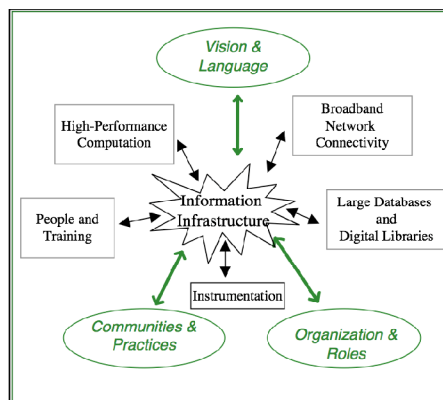 Vision &
Language
High-Performance
Computation
Broadband
Network
Connectivity
Information
Infrastructure
People and
Training
Large Databases
and
Digital Libraries
Instrumentation
Communities &
Practices
Organization &
Roles